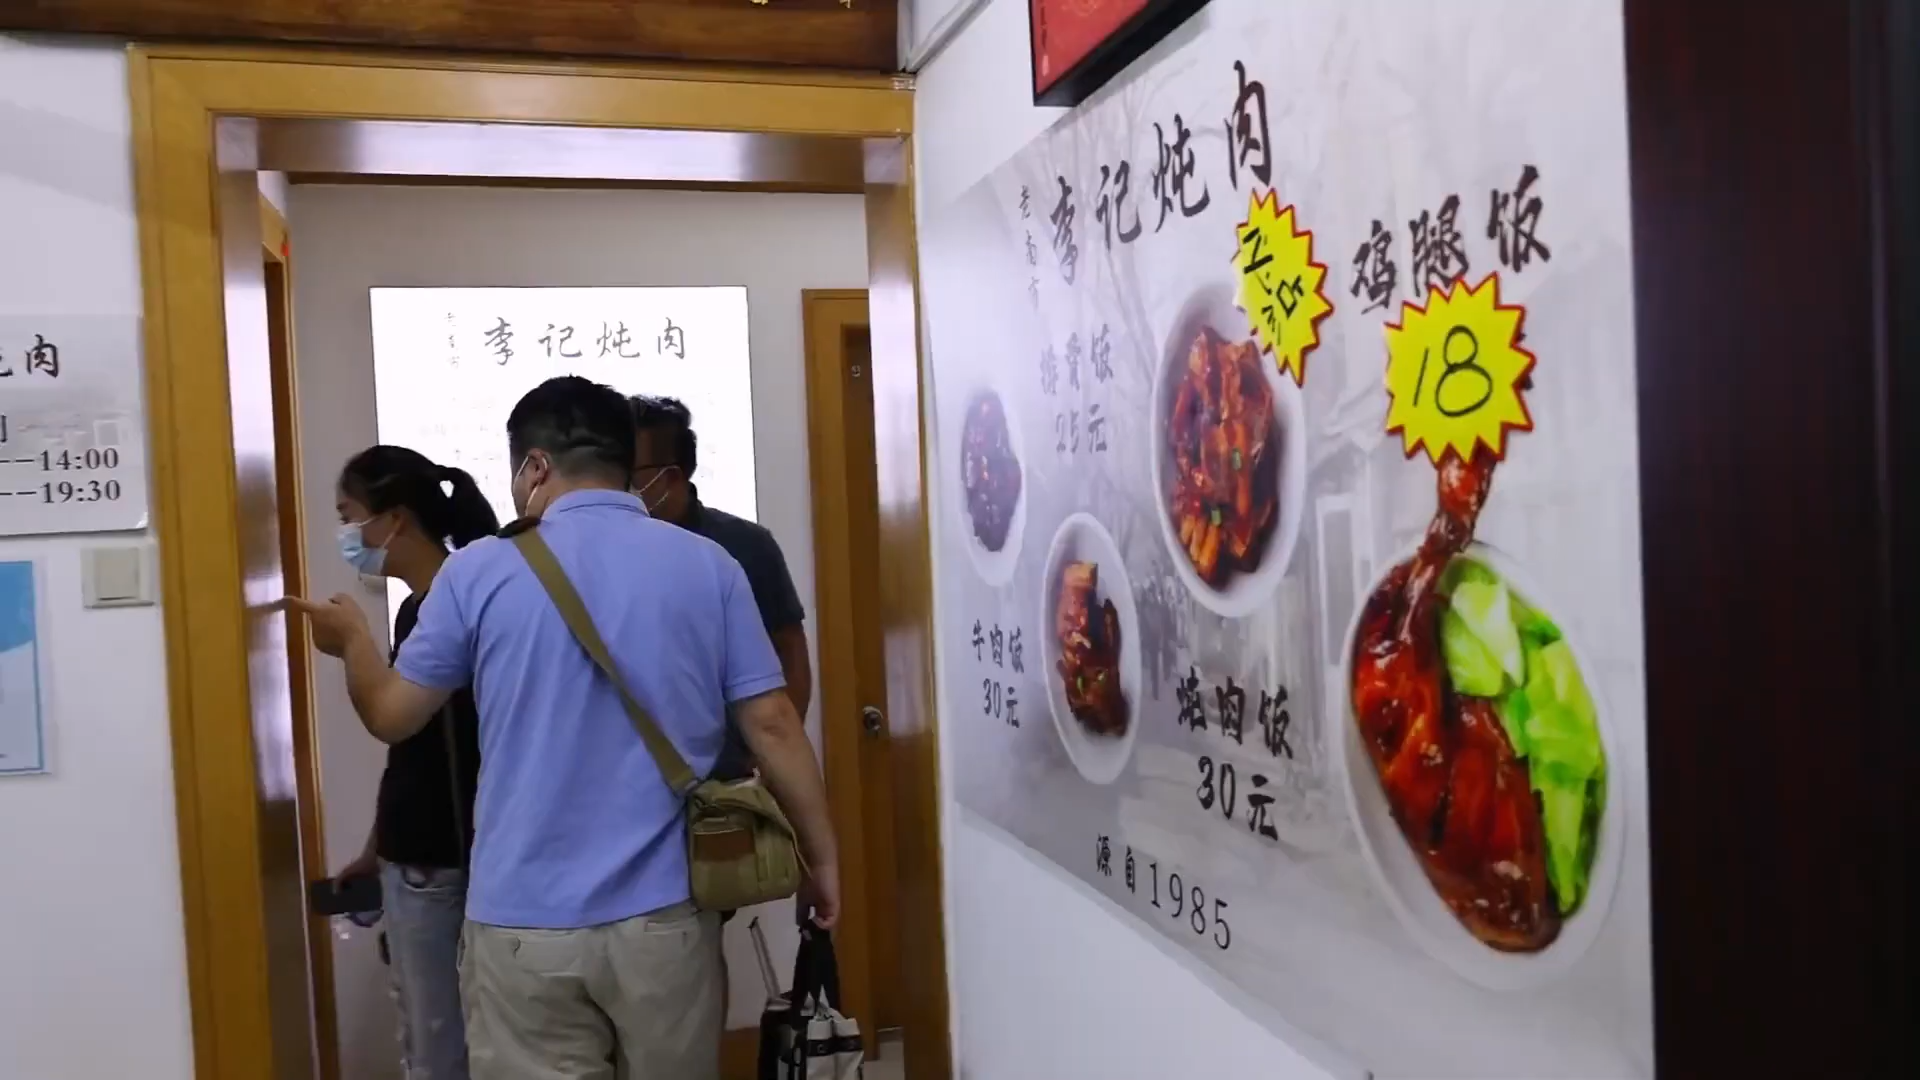 肉
--14:00
--19:30
李记炖肉
老南市
李记炖肉
鸡腿饭
18
排骨饭
25元
牛肉饭
30元
炖肉饭
30元
源自1985